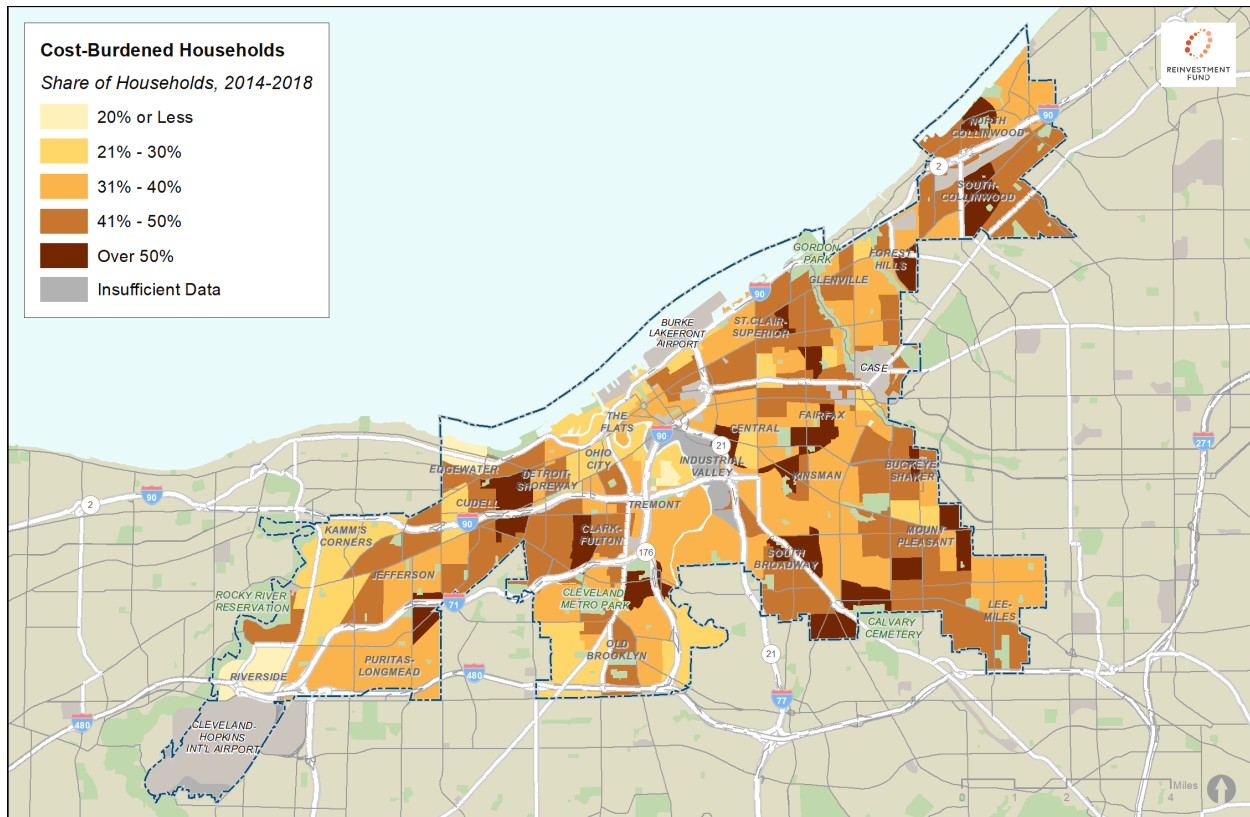 Cost-Burdened Households
Share of Households, 2014-2018
20% or Less
21% - 30%
31% - 40%
41% - 50%
Over 50%
Insufficient Data
REINVESTMENT
FUND
90
NORTH
COLLINWOOD
2
SOUTH-
COLLINWOOD
GORDON
PARK
FOREST
HILLS
GLENVILLE
90
ST.CLAIR-
SUPERIOR
BURKE
LAKEFRONT
AIRPORT
CASE
THE
FLATS
FAIRFAX
CENTRAL
90
21
271
OHIO
CITY
INDUSTRIAL
VALLEY
EDGEWATER
DETROIT-
SHOREWAY
KINSMAN
BUCKEYE-
SHAKER
90
2
CUDELL
TREMONT
90
KAMM'S
CORNERS
CLARK-
FULTON
MOUNT
PLEASANT
176
SOUTH
BROADWAY
JEFFERSON
ROCKY RIVER
RESERVATION
71
CLEVELAND
METRO PARK
LEE-
MILES
CALVARY
CEMETERY
OLD
BROOKLYN
21
PURITAS-
LONGMEAD
RIVERSIDE
480
77
480
CLEVELAND-
HOPKINS
INT'L AIRPORT
Miles
0 1 2 4